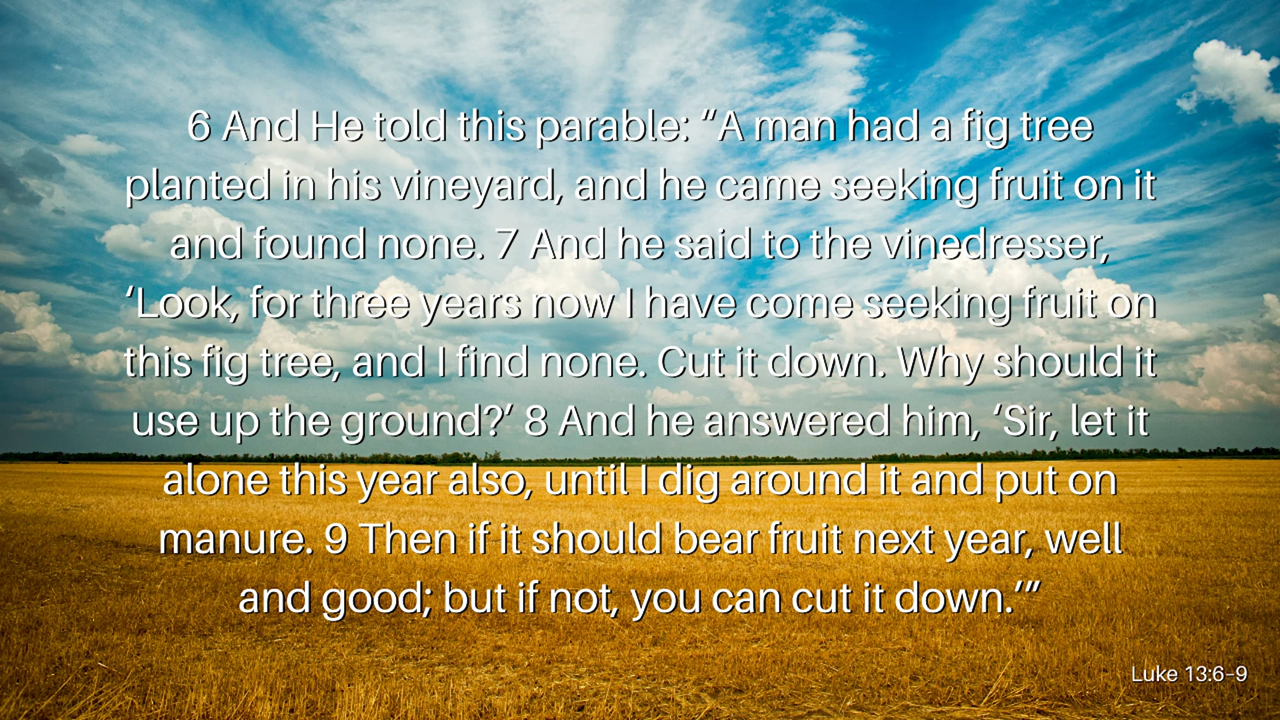 6 And He told this parable: “A man had a fig tree
planted in his vineyard, and he came seeking fruit on it
and found none. 7 And he said to the vinedresser,
‘Look, for three years now I have come seeking fruit on
this fig tree, and I find none. Cut it down. Why should it
use up the ground?’ 8 And he answered him, ‘Sir, let it
alone this year also, until I dig around it and put on
manure. 9 Then if it should bear fruit next year, well
and good; but if not, you can cut it down.’”
Luke 13:6–9